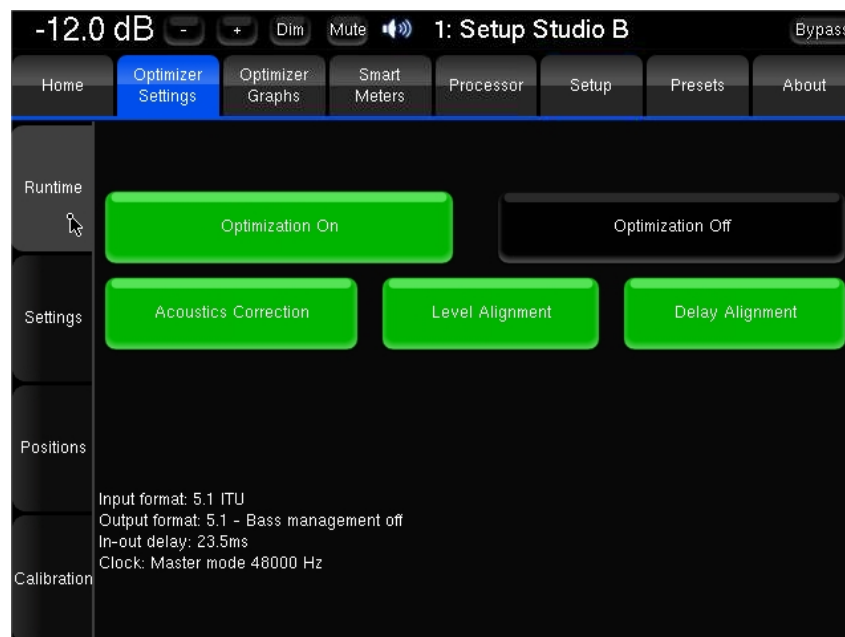 -12.0 dB - + Dim Mute 1: Setup Studio B Bypass
Home Optimizer Settings Optimizer Graphs Smart Meters Processor Setup Presets About
Runtime
Optimization On Optimization Off
Settings
Acoustics Correction Level Alignment Delay Alignment
Positions
Input format: 5.1 ITU
Output format: 5.1 - Bass management off
In-out delay: 23.5ms
Clock: Master mode 48000 Hz
Calibration